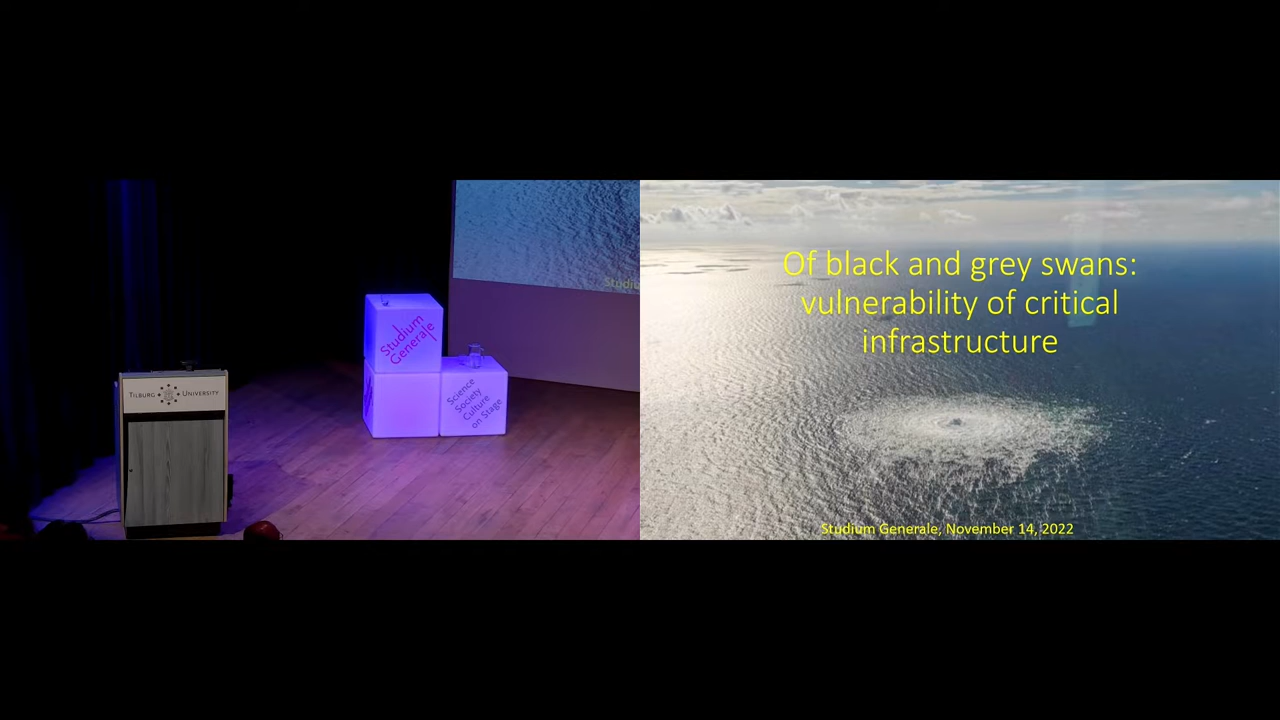 Studium
Generale
Science
Society
Culture
on Stage
TILBURG UNIVERSITY
Studiu
Of black and grey swans:
vulnerability of critical
infrastructure
Studium Generale, November 14, 2022